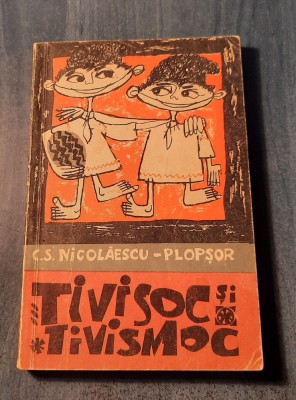 C.S. NICOLĂESCU-PLOPȘOR
TIVISOC ȘI
TIVISMOC